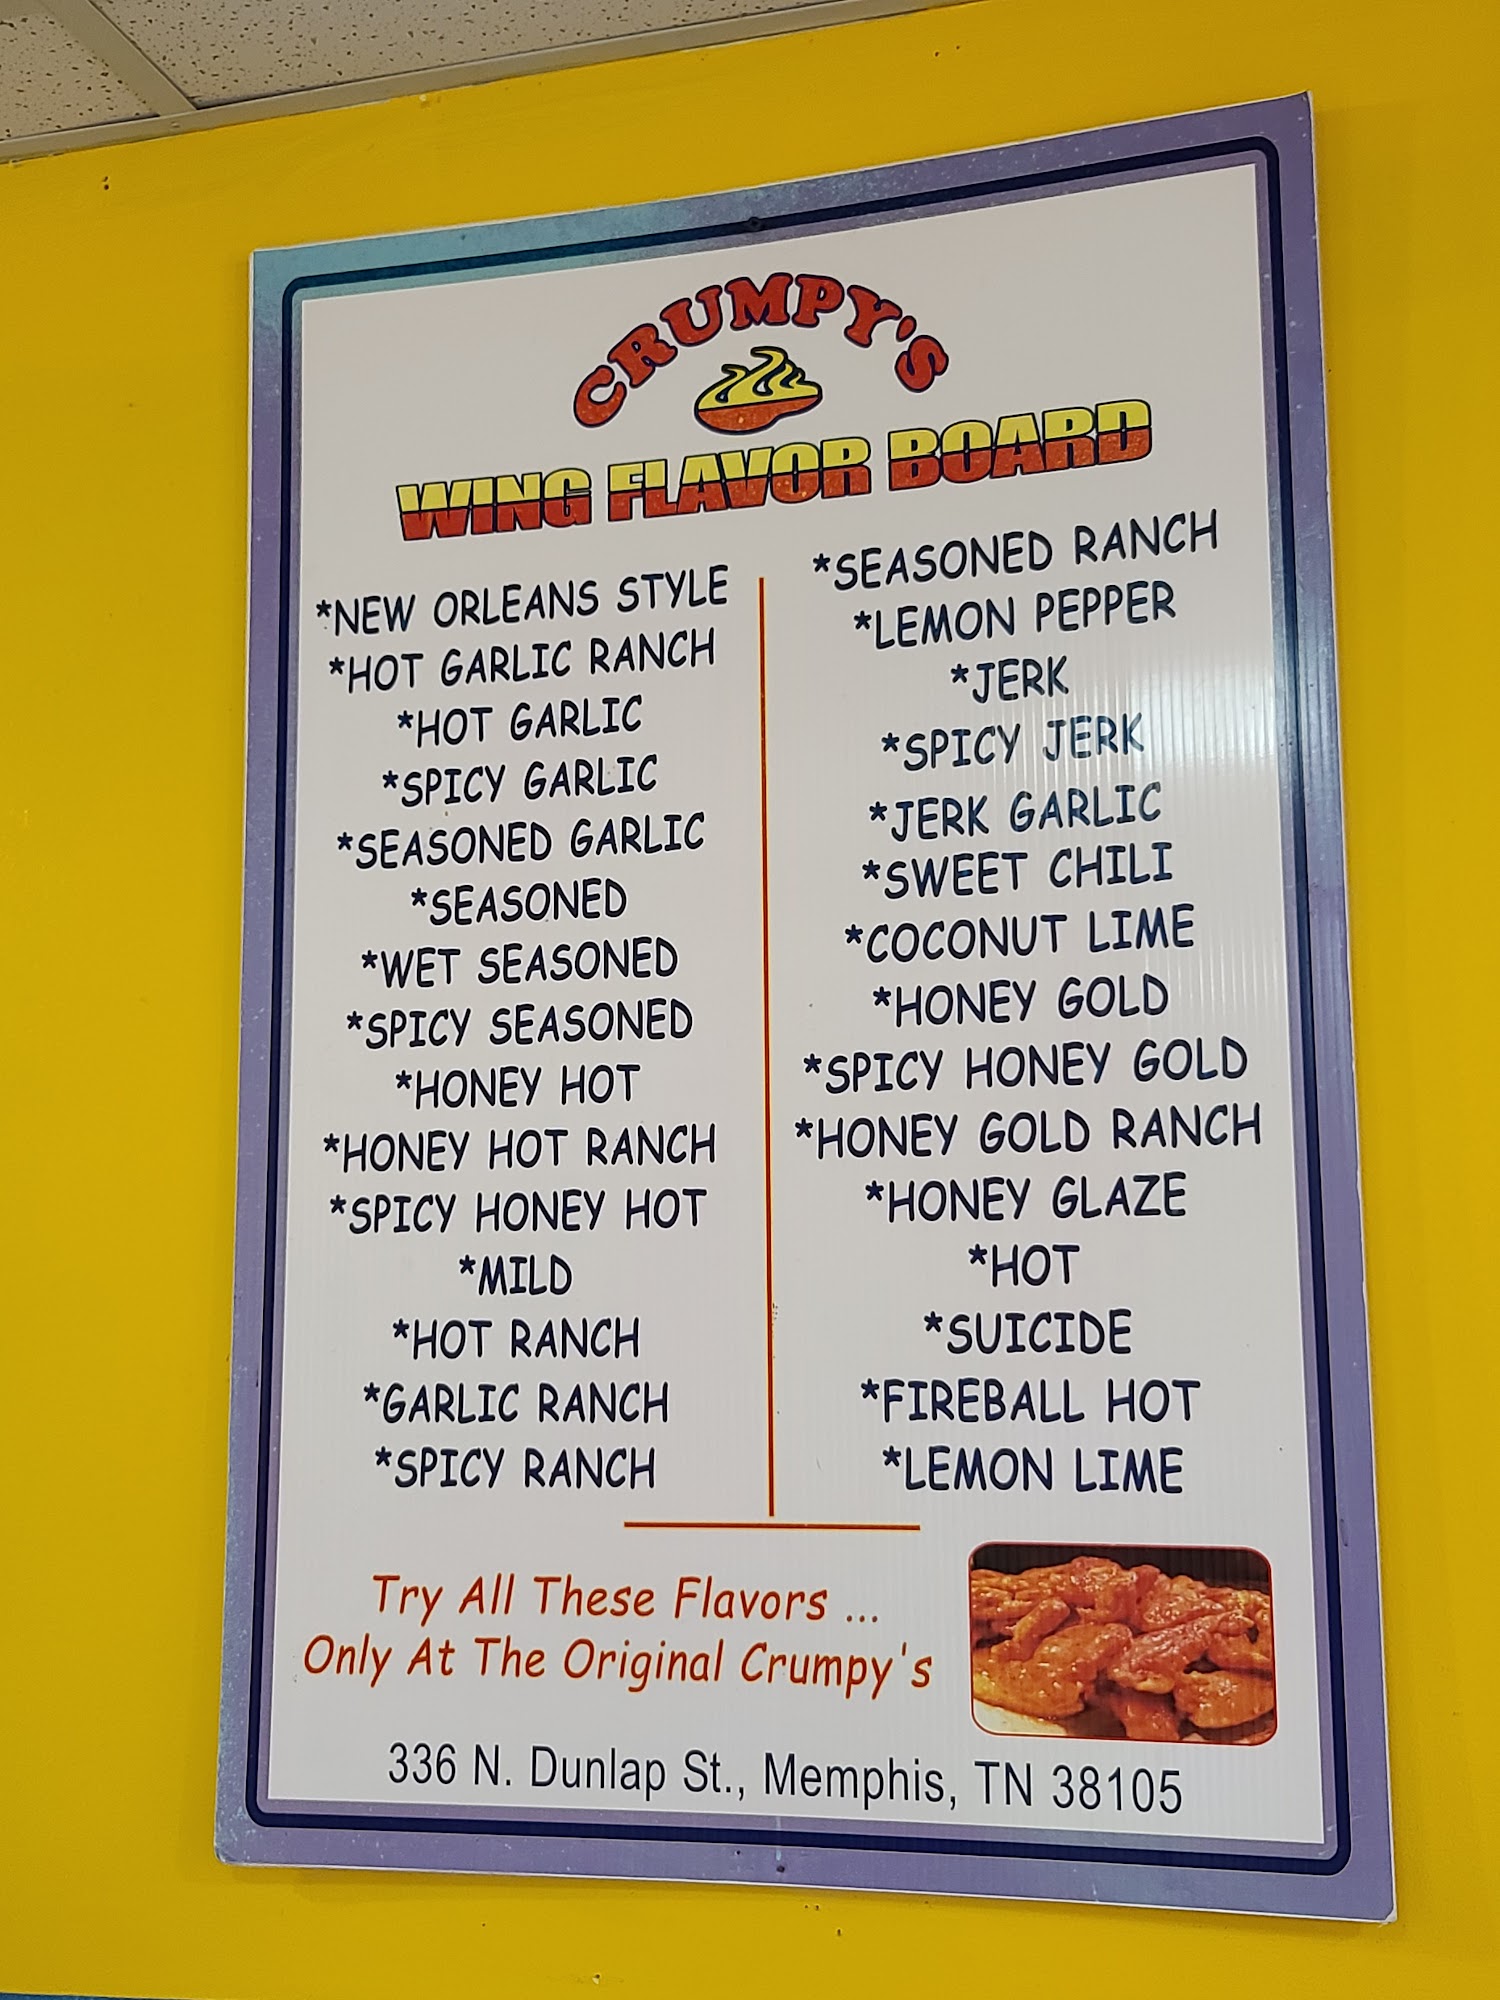 CRUMPY'S
WING FLAVOR BOARD
*NEW ORLEANS STYLE
*HOT GARLIC RANCH
*HOT GARLIC
*SPICY GARLIC
*SEASONED GARLIC
*SEASONED
*WET SEASONED
*SPICY SEASONED
*HONEY HOT
*HONEY HOT RANCH
*SPICY HONEY HOT
*MILD
*HOT RANCH
*GARLIC RANCH
*SPICY RANCH
*SEASONED RANCH
*LEMON PEPPER
*JERK
*SPICY JERK
*JERK GARLIC
*SWEET CHILI
*COCONUT LIME
*HONEY GOLD
*SPICY HONEY GOLD
*HONEY GOLD RANCH
*HONEY GLAZE
*HOT
*SUICIDE
*FIREBALL HOT
*LEMON LIME
Try All These Flavors ...
Only At The Original Crumpy's
336 N. Dunlap St., Memphis, TN 38105